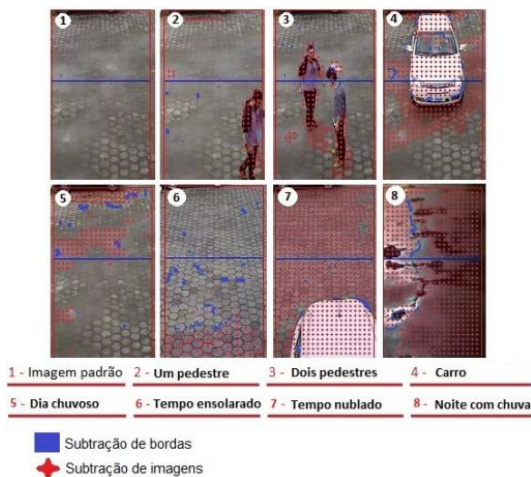 1 2 3 4
5 6 7 8
1 - Imagem padrão 2 - Um pedestre 3 - Dois pedestres 4 - Carro
5 - Dia chuvoso 6 - Tempo ensolarado 7 - Tempo nublado 8 - Noite com chuva
Subtração de bordas
Subtração de imagens